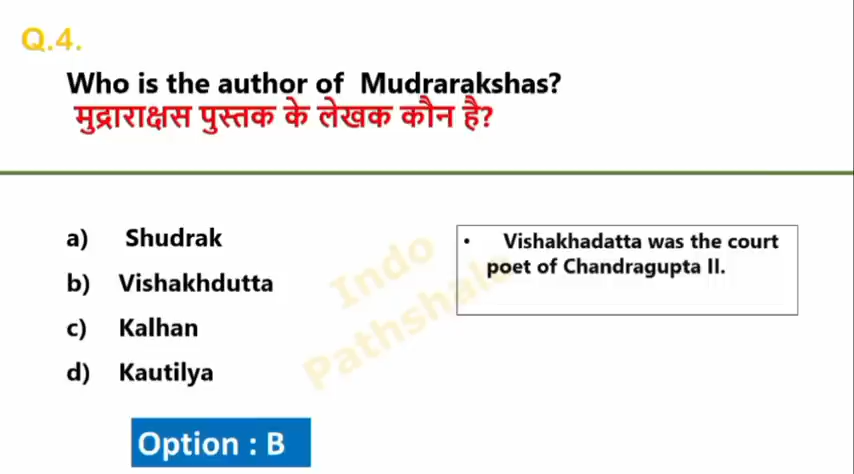 Q.4.
Who is the author of Mudrarakshas?
मुद्राराक्षस पुस्तक के लेखक कौन है?
a) Shudrak
b) Vishakhdutta
c) Kalhan
d) Kautilya
• Vishakhadatta was the court
poet of Chandragupta II.
Indo
Pathshala
Option : B